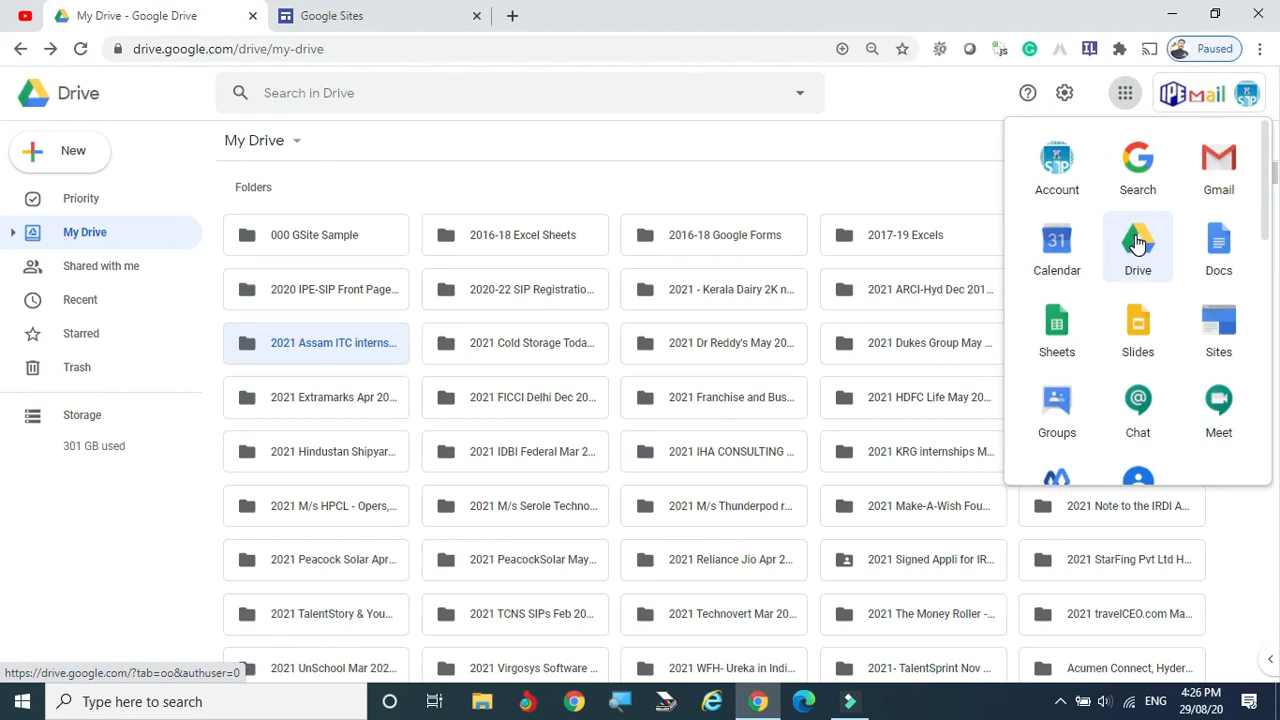 My Drive - Google Drive
Google Sites
drive.google.com/drive/my-drive
Paused
Drive
Search in Drive
IPEmail
New
My Drive
Priority
My Drive
Shared with me
Recent
Starred
Trash
Storage
301 GB used
Folders
000 GSite Sample
2016-18 Excel Sheets
2016-18 Google Forms
2017-19 Excels
2020 IPE-SIP Front Page...
2020-22 SIP Registratio...
2021 - Kerala Dairy 2K n...
2021 ARCI-Hyd Dec 201...
2021 Assam ITC interns...
2021 Cold Storage Toda...
2021 Dr Reddy's May 20...
2021 Dukes Group May ...
2021 Extramarks Apr 20...
2021 FICCI Delhi Dec 20...
2021 Franchise and Bus...
2021 HDFC Life May 20...
2021 Hindustan Shipyar...
2021 IDBI Federal Mar 2...
2021 IHA CONSULTING ...
2021 KRG internships M...
2021 M/s HPCL - Opers,...
2021 M/s Serole Techno...
2021 M/s Thunderpod r...
2021 Make-A-Wish Fou...
2021 Note to the IRDI A...
2021 Peacock Solar Apr...
2021 PeacockSolar May...
2021 Reliance Jio Apr 2...
2021 Signed Appli for IR...
2021 StarFing Pvt Ltd H...
2021 TalentStory & You...
2021 TCNS SIPs Feb 20...
2021 Technovert Mar 20...
2021 The Money Roller -...
2021 travelCEO.com Ma...
2021 UnSchool Mar 202...
2021 Virgosys Software ...
2021 WFH- Ureka in Indi...
2021- TalentSprint Nov ...
Acumen Connect, Hyder...
Account
Search
Gmail
31
Calendar
Drive
Docs
Sheets
Slides
Sites
Groups
Chat
Meet
https://drive.google.com/?tab=oo&authuser=0
Type here to search
ENG
4:26 PM
29/08/20